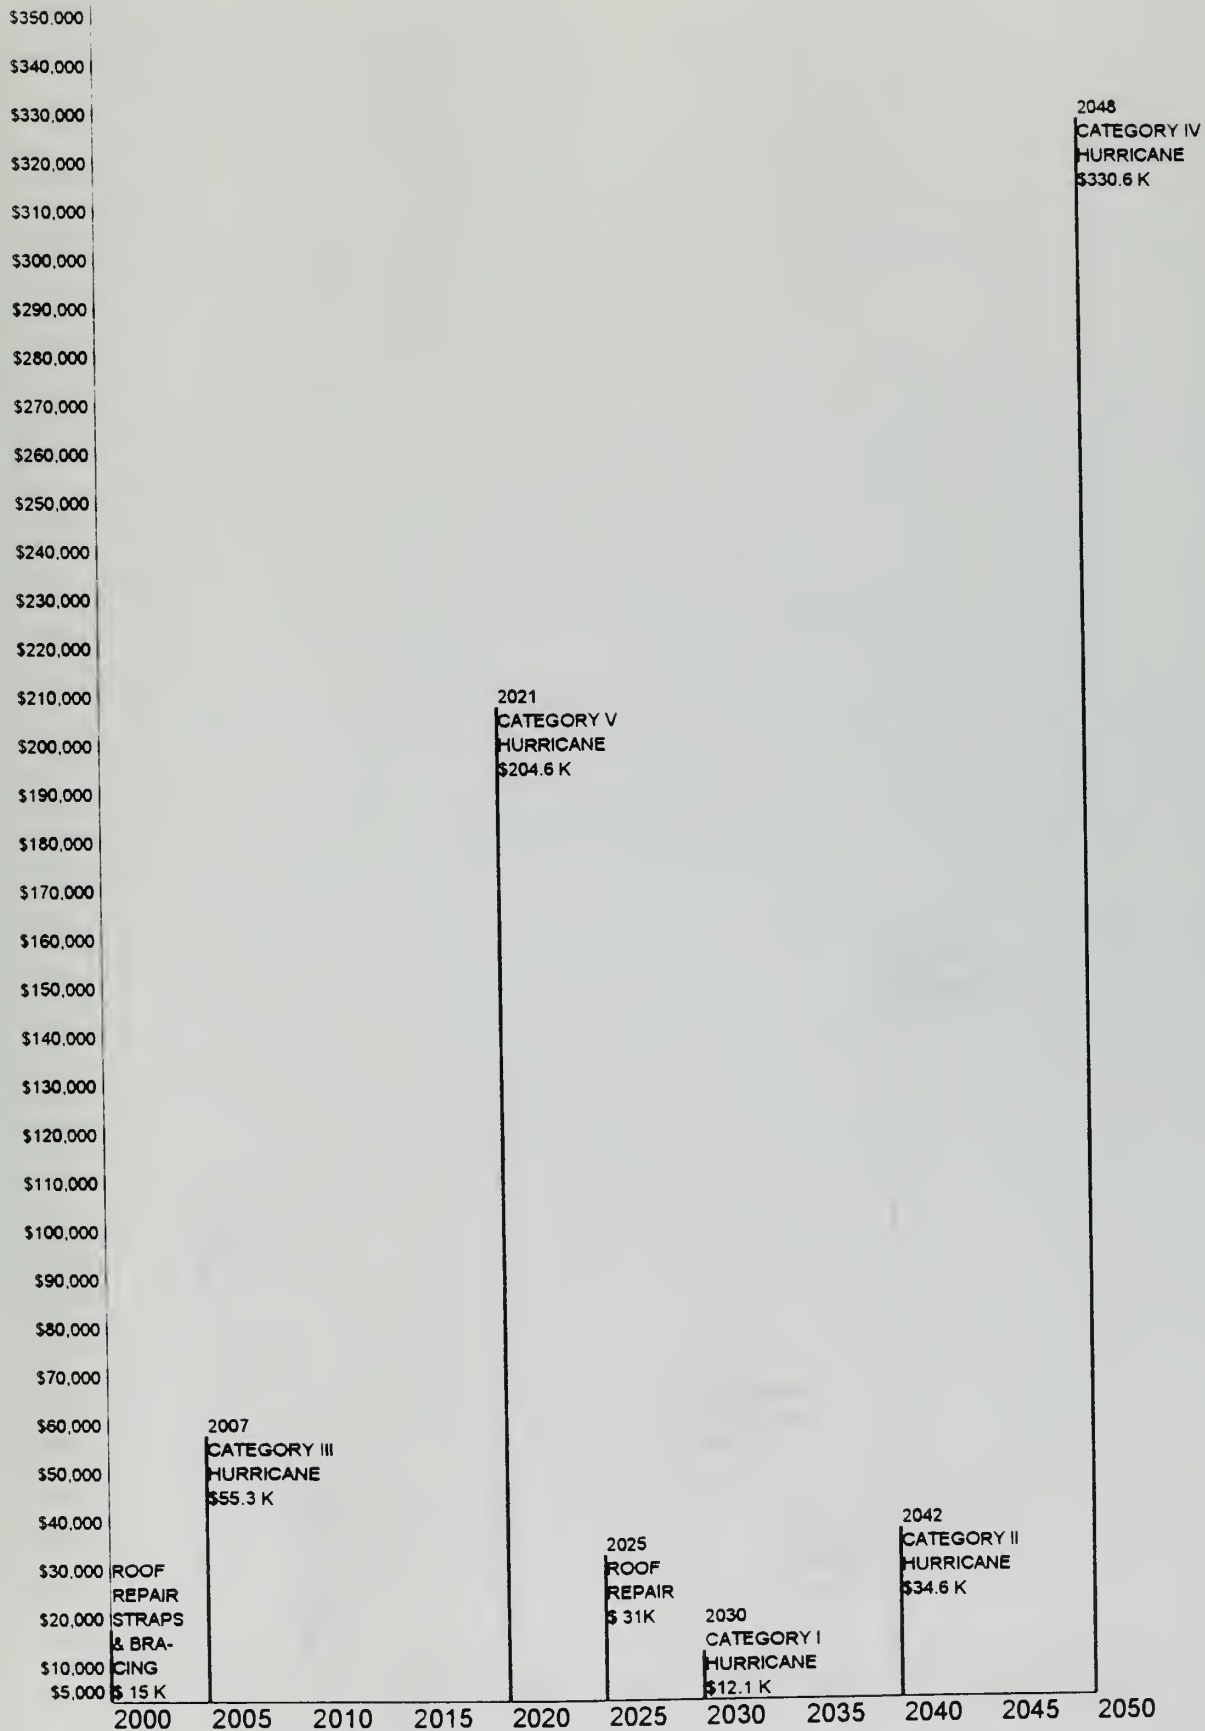 $350,000
$340,000
$330,000
$320,000
$310,000
$300,000
$290,000
$280,000
$270,000
$260,000
$250,000
$240,000
$230,000
$220,000
$210,000
$200,000
$190,000
$180,000
$170,000
$160,000
$150,000
$140,000
$130,000
$120,000
$110,000
$100,000
$90,000
$80,000
$70,000
$60,000
$50,000
$40,000
$30,000
$20,000
$10,000
$5,000
ROOF
REPAIR
STRAPS
& BRA-
CING
$ 15 K
2007
CATEGORY III
HURRICANE
$55.3 K
2021
CATEGORY V
HURRICANE
$204.6 K
2025
ROOF
REPAIR
$ 31K
2030
CATEGORY I
HURRICANE
$12.1 K
2042
CATEGORY II
HURRICANE
$34.6 K
2048
CATEGORY IV
HURRICANE
$330.6 K
2000 2005 2010 2015 2020 2025 2030 2035 2040 2045 2050